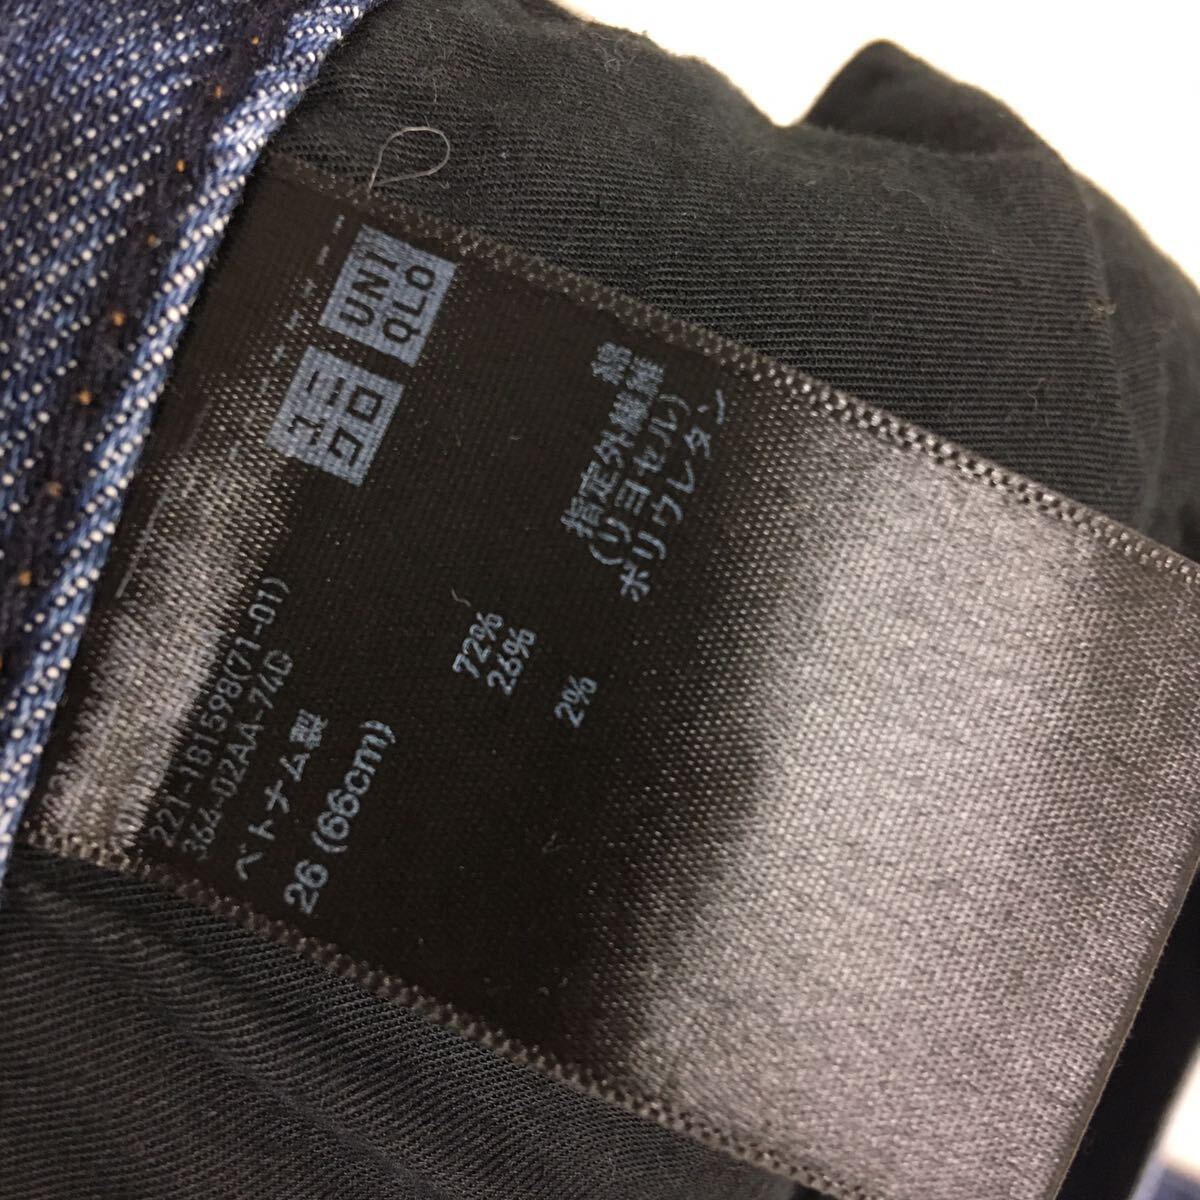 UNI
QLO
ユニ
クロ
綿 72%
指定外繊維 26%
(リヨセル)
ポリウレタン 2%
221-181598(71-01)
364-02AA-74D
ベトナム製
26 (66cm)